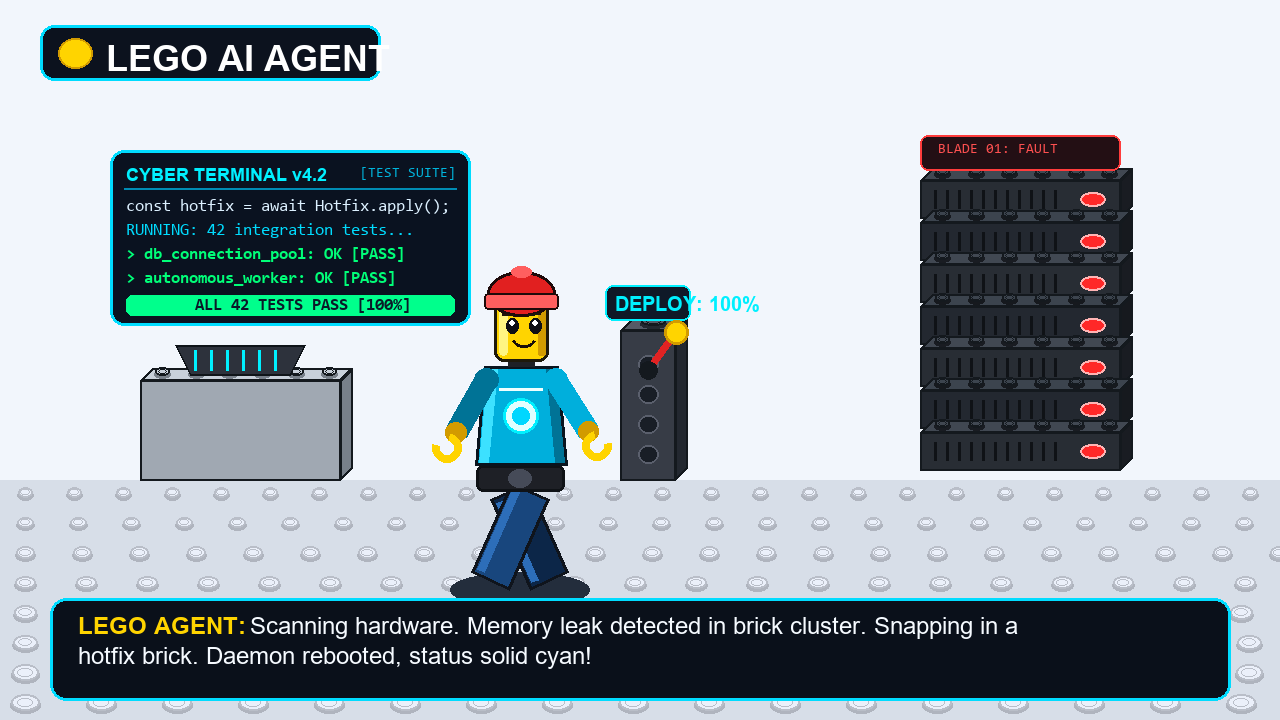 LEGO AI AGENT
BLADE 01: FAULT
CYBER TERMINAL v4.2 [TEST SUITE]
const hotfix = await Hotfix.apply();
RUNNING: 42 integration tests...
> db_connection_pool: OK [PASS]
> autonomous_worker: OK [PASS]
ALL 42 TESTS PASS [100%]
DEPLOY: 100%
LEGO AGENT: Scanning hardware. Memory leak detected in brick cluster. Snapping in a
hotfix brick. Daemon rebooted, status solid cyan!